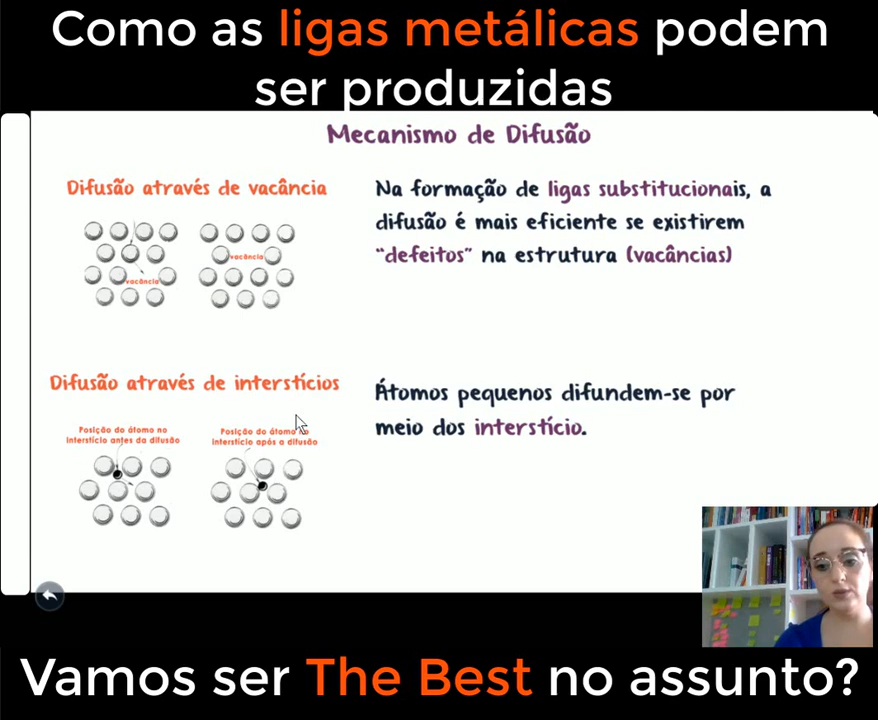 Como as ligas metálicas podem
ser produzidas
Mecanismo de Difusão
Difusão através de vacância
Na formação de ligas substitucionais, a
difusão é mais eficiente se existirem
"defeitos" na estrutura (vacâncias)
vacância
vacância
Difusão através de interstícios
Átomos pequenos difundem-se por
meio dos interstício.
Posição do átomo no
interstício antes da difusão
Posição do átomo no
interstício após a difusão
Vamos ser The Best no assunto?